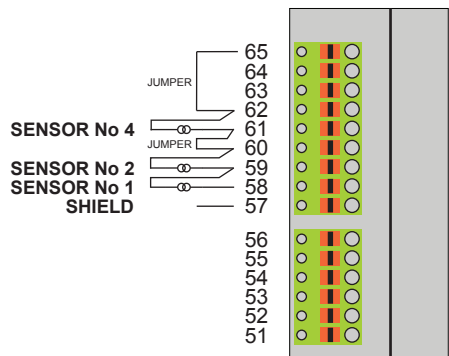 65
JUMPER 64
63
62
SENSOR No 4 61
JUMPER 60
SENSOR No 2 59
SENSOR No 1 58
SHIELD 57
56
55
54
53
52
51